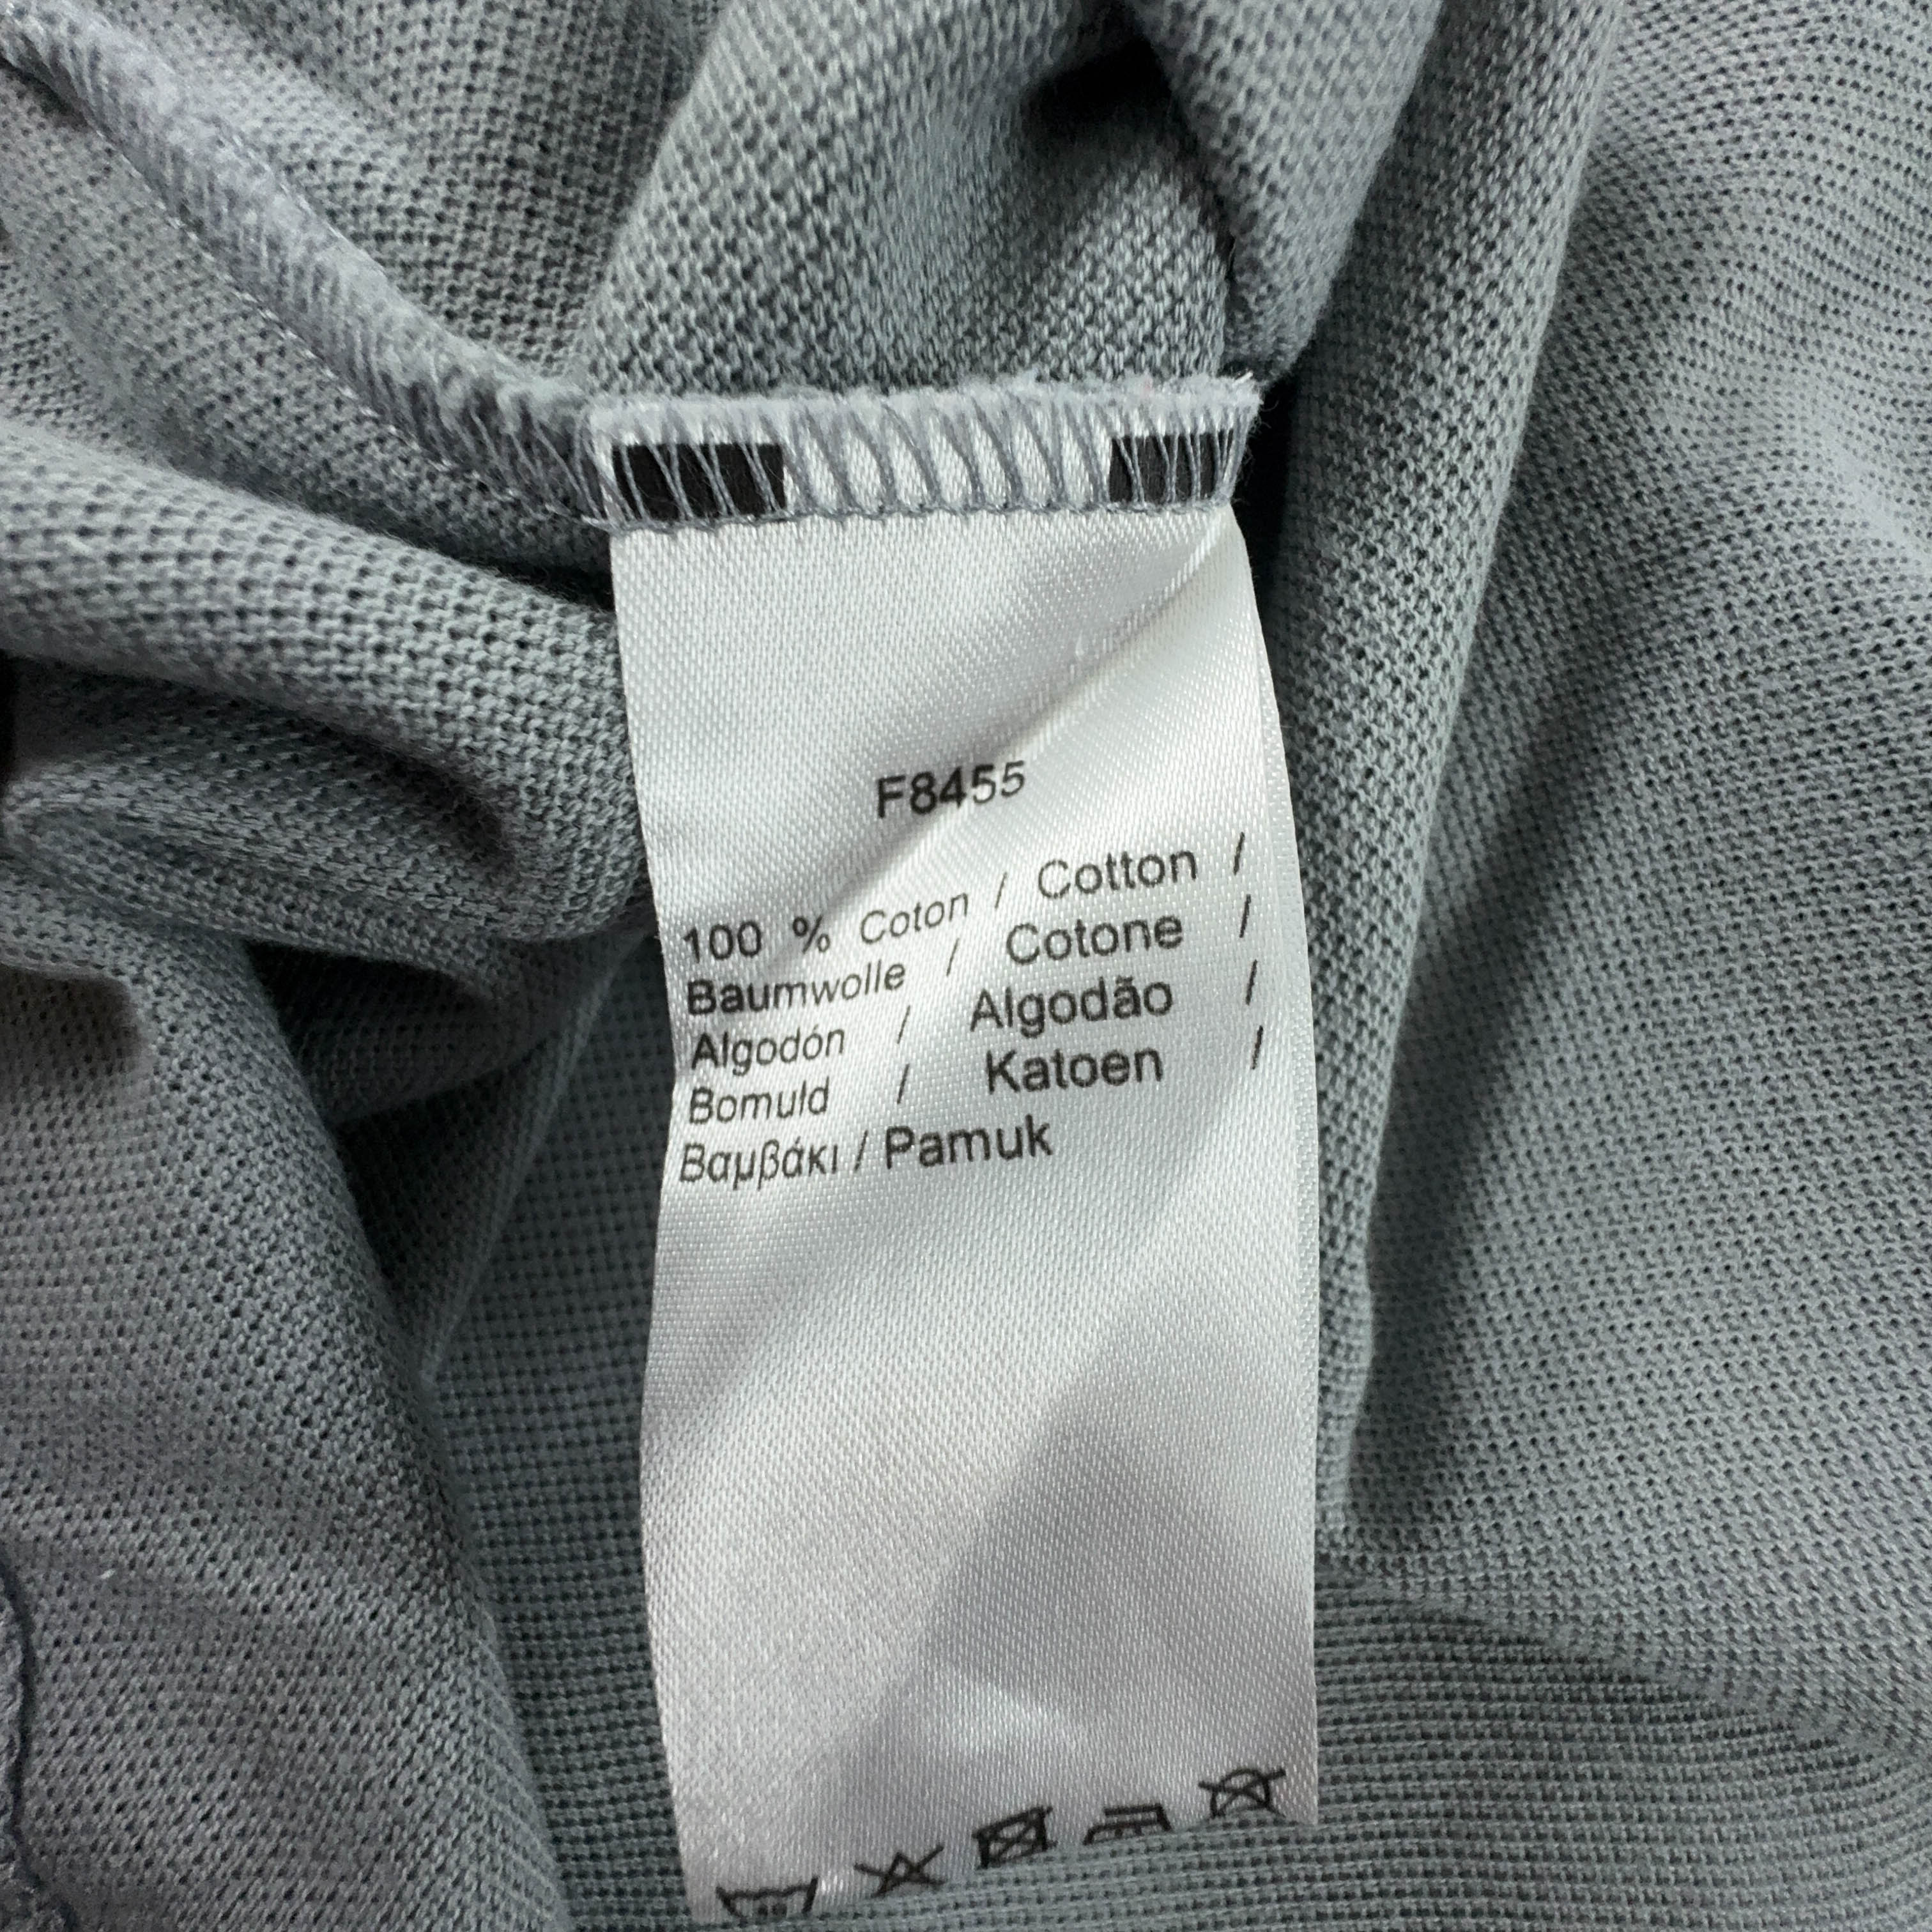 F8455
100 % Coton / Cotton /
Baumwolle / Cotone /
Algodón / Algodão /
Bomuld / Katoen /
Βαμβάκι / Pamuk